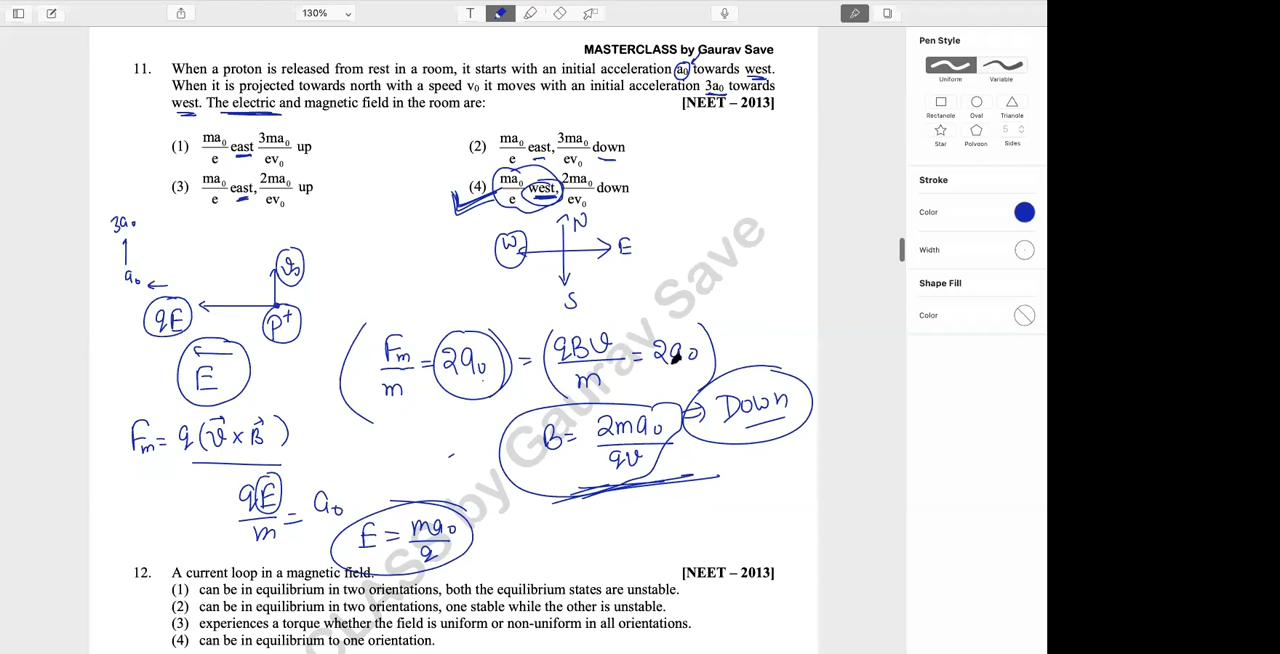 130%
T
MASTERCLASS by Gaurav Save
11. When a proton is released from rest in a room, it starts with an initial acceleration a0 towards west.
When it is projected towards north with a speed v0 it moves with an initial acceleration 3a0 towards
west. The electric and magnetic field in the room are: [NEET – 2013]
(1) ma0/e east 3ma0/ev0 up
(2) ma0/e east, 3ma0/ev0 down
(3) ma0/e east, 2ma0/ev0 up
(4) ma0/e west, 2ma0/ev0 down
3a0
a0
N
W
E
S
v0
qE
P+
E
Fm/m = 2a0 = (qBv/m = 2a0)
B = 2ma0/qv ⇒ Down
Fm = q(v × B)
qE/m = a0
E = ma0/q
CLASS by Gaurav Save
12. A current loop in a magnetic field. [NEET – 2013]
(1) can be in equilibrium in two orientations, both the equilibrium states are unstable.
(2) can be in equilibrium in two orientations, one stable while the other is unstable.
(3) experiences a torque whether the field is uniform or non-uniform in all orientations.
(4) can be in equilibrium to one orientation.
Pen Style
Uniform
Variable
Rectangle
Oval
Triangle
5
Star
Polygon
Sides
Stroke
Color
Width
Shape Fill
Color